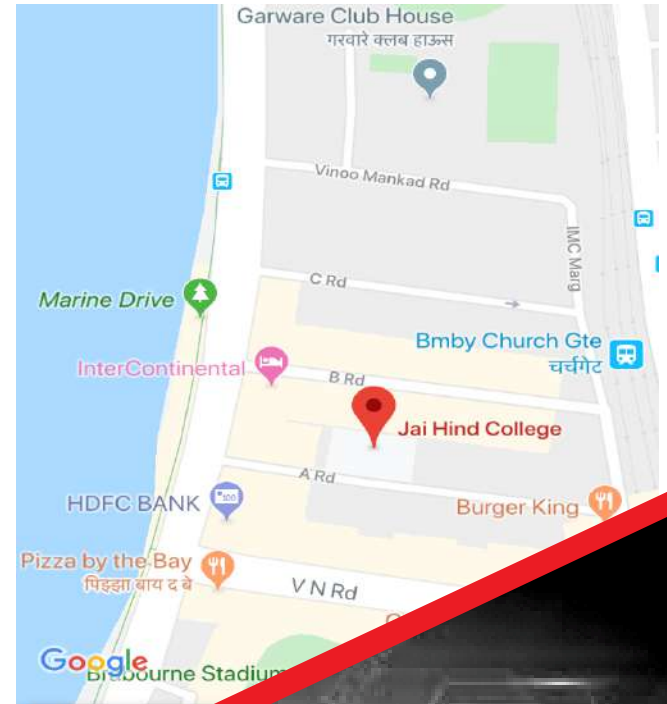 Garware Club House
गरवारे क्लब हाऊस
Vinoo Mankad Rd
IMC Marg
C Rd
Marine Drive
Bmby Church Gte
चर्चगेट
InterContinental
B Rd
Jai Hind College
A Rd
HDFC BANK
Burger King
Pizza by the Bay
पिझ्झा बाय द बे
V N Rd
Google
Brabourne Stadium